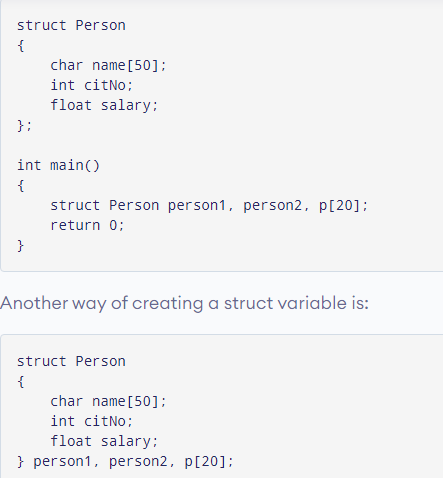 struct Person
{
    char name[50];
    int citNo;
    float salary;
};
int main()
{
    struct Person person1, person2, p[20];
    return 0;
}
Another way of creating a struct variable is:
struct Person
{
    char name[50];
    int citNo;
    float salary;
} person1, person2, p[20];